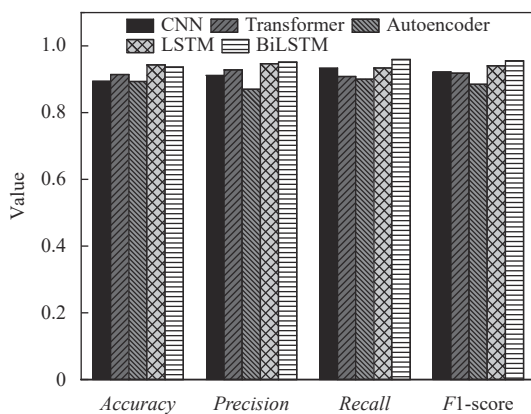 CNN Transformer Autoencoder
LSTM BiLSTM
1.0
0.8
0.6
0.4
0.2
0
Value
Accuracy Precision Recall F1-score